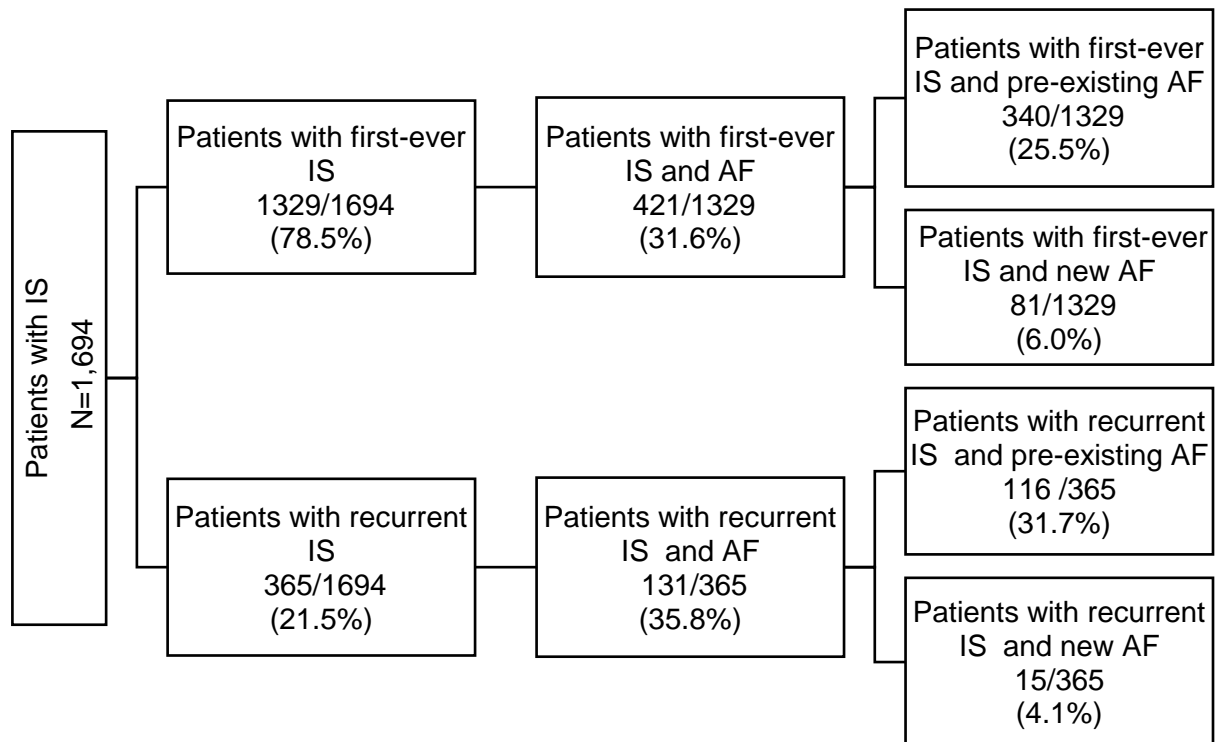 Patients with IS
N=1,694
Patients with first-ever
IS
1329/1694
(78.5%)
Patients with first-ever
IS and AF
421/1329
(31.6%)
Patients with first-ever
IS and pre-existing AF
340/1329
(25.5%)
Patients with first-ever
IS and new AF
81/1329
(6.0%)
Patients with recurrent
IS
365/1694
(21.5%)
Patients with recurrent
IS  and AF
131/365
(35.8%)
Patients with recurrent
IS  and pre-existing AF
116 /365
(31.7%)
Patients with recurrent
IS  and new AF
15/365
(4.1%)